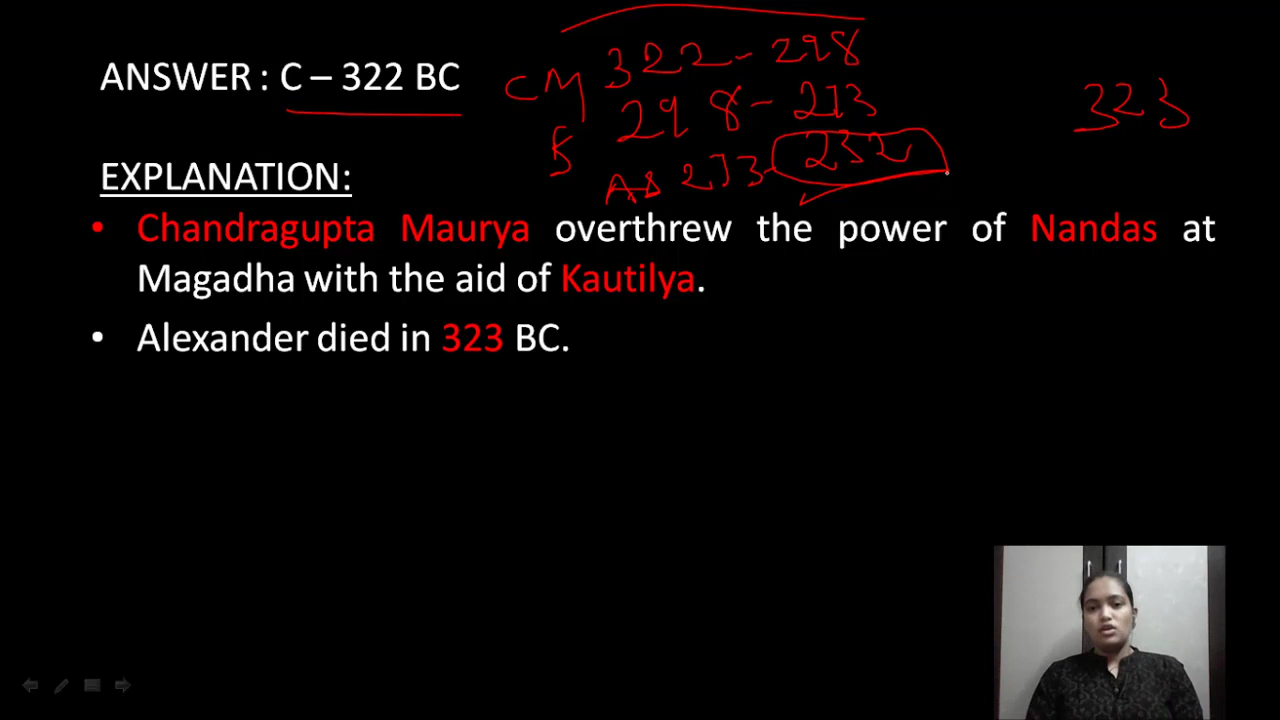 322 - 298
ANSWER : C – 322 BC
CM
298 - 273
323
B
AS 273 - 232
EXPLANATION:
• Chandragupta Maurya overthrew the power of Nandas at
Magadha with the aid of Kautilya.
• Alexander died in 323 BC.